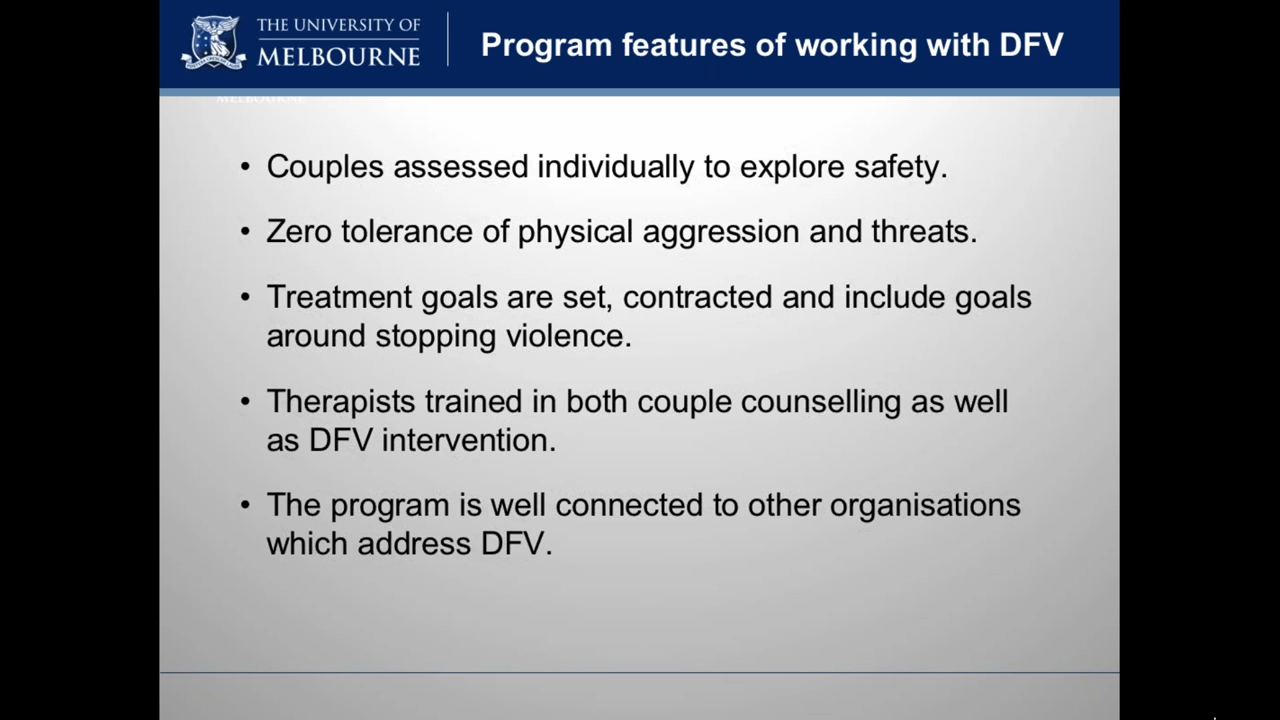 THE UNIVERSITY OF
MELBOURNE
Program features of working with DFV
MELBOURNE
• Couples assessed individually to explore safety.
• Zero tolerance of physical aggression and threats.
• Treatment goals are set, contracted and include goals
around stopping violence.
• Therapists trained in both couple counselling as well
as DFV intervention.
• The program is well connected to other organisations
which address DFV.